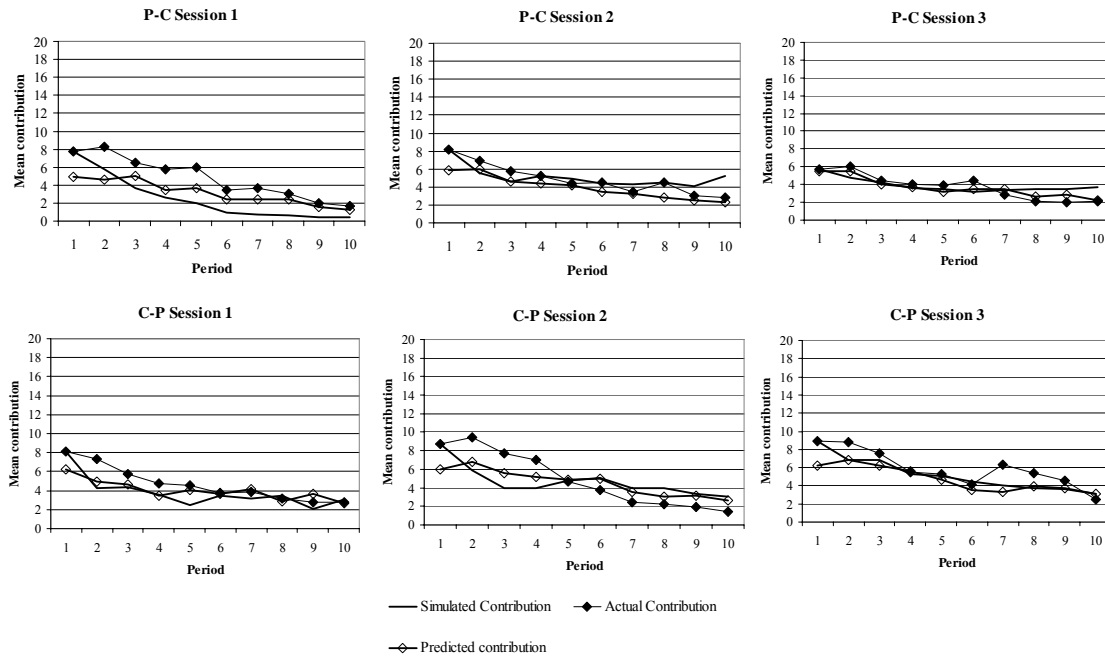 P-C Session 1
Mean contribution
20
18
16
14
12
10
8
6
4
2
0
1 2 3 4 5 6 7 8 9 10
Period
P-C Session 2
Mean contribution
20
18
16
14
12
10
8
6
4
2
0
1 2 3 4 5 6 7 8 9 10
Period
P-C Session 3
Mean contribution
20
18
16
14
12
10
8
6
4
2
0
1 2 3 4 5 6 7 8 9 10
Period
C-P Session 1
Mean contribution
20
18
16
14
12
10
8
6
4
2
0
1 2 3 4 5 6 7 8 9 10
Period
C-P Session 2
Mean contribution
20
18
16
14
12
10
8
6
4
2
0
1 2 3 4 5 6 7 8 9 10
Period
C-P Session 3
Mean contribution
20
18
16
14
12
10
8
6
4
2
0
1 2 3 4 5 6 7 8 9 10
Period
Simulated Contribution Actual Contribution
Predicted contribution